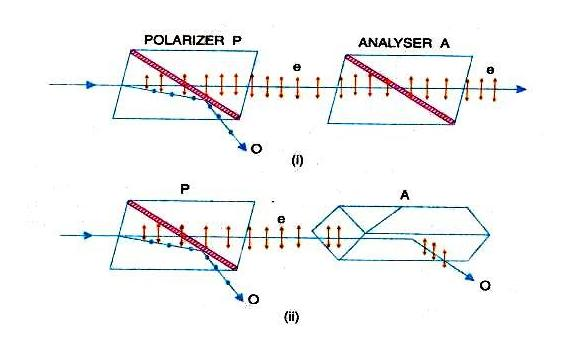 POLARIZER P
ANALYSER A
e
e
O
(i)
P
A
e
O
O
(ii)